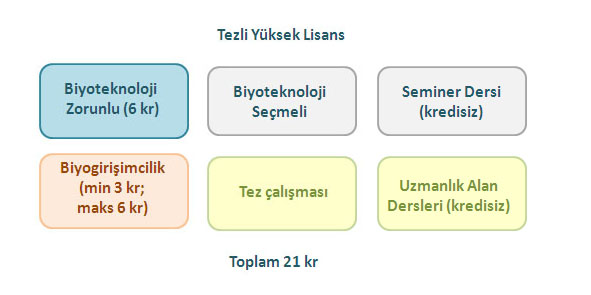 Tezli Yüksek Lisans
Biyoteknoloji
Zorunlu (6 kr)
Biyoteknoloji
Seçmeli
Seminer Dersi
(kredisiz)
Biyogirişimcilik
(min 3 kr;
maks 6 kr)
Tez çalışması
Uzmanlık Alan
Dersleri (kredisiz)
Toplam 21 kr